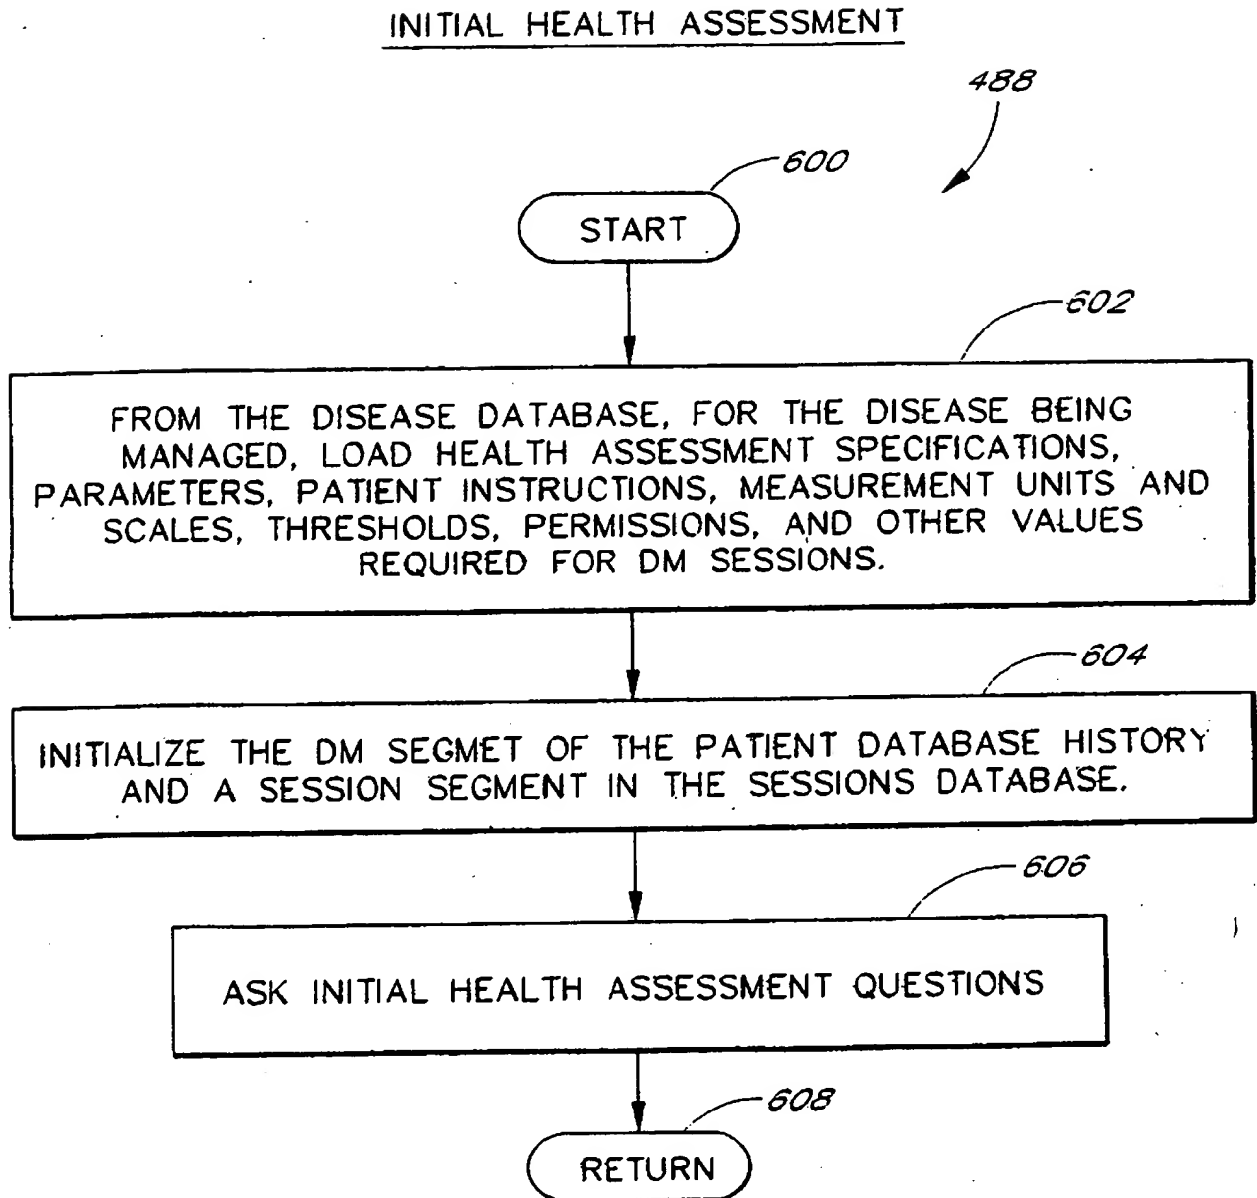 INITIAL HEALTH ASSESSMENT
488
600
START
602
FROM THE DISEASE DATABASE, FOR THE DISEASE BEING
MANAGED, LOAD HEALTH ASSESSMENT SPECIFICATIONS,
PARAMETERS, PATIENT INSTRUCTIONS, MEASUREMENT UNITS AND
SCALES, THRESHOLDS, PERMISSIONS, AND OTHER VALUES
REQUIRED FOR DM SESSIONS.
604
INITIALIZE THE DM SEGMET OF THE PATIENT DATABASE HISTORY
AND A SESSION SEGMENT IN THE SESSIONS DATABASE.
606
ASK INITIAL HEALTH ASSESSMENT QUESTIONS
608
RETURN